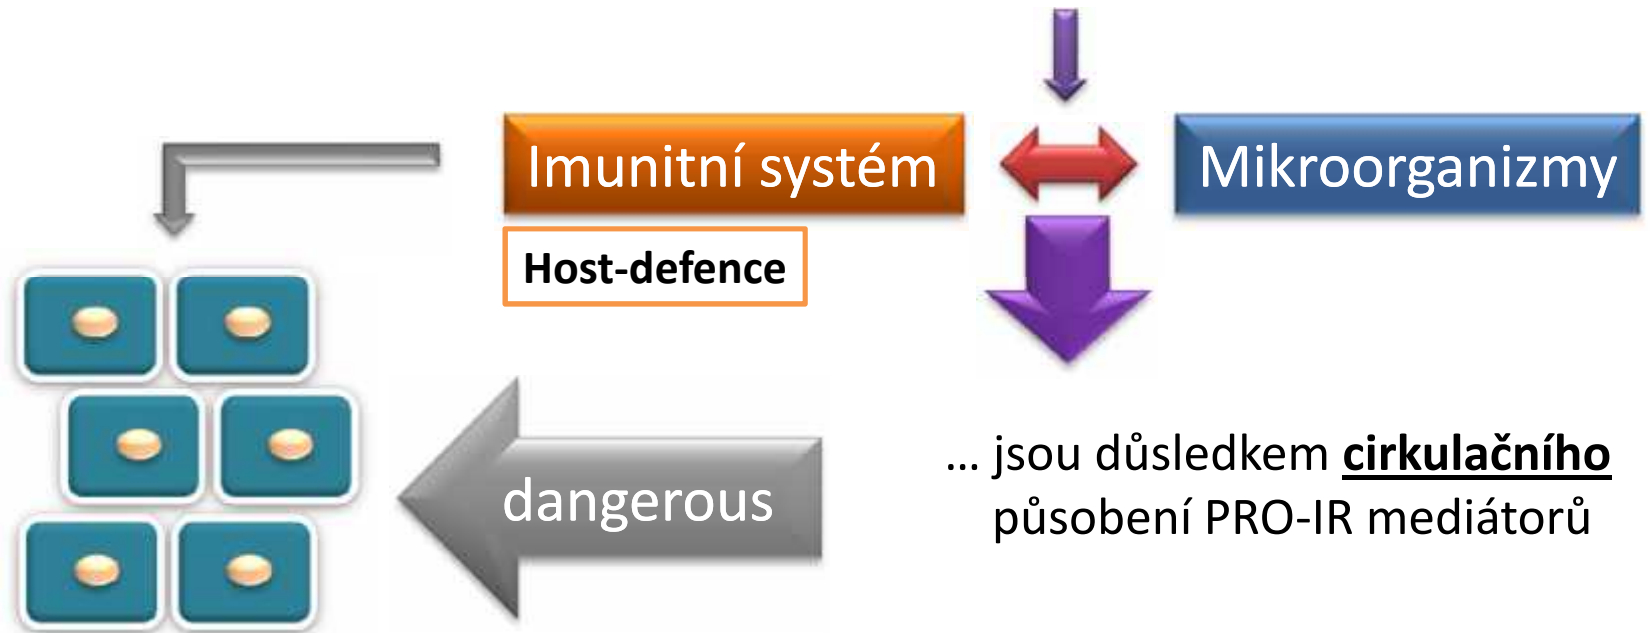 Imunitní systém
Mikroorganizmy
Host-defence
dangerous
... jsou důsledkem cirkulačního
působení PRO-IR mediátorů